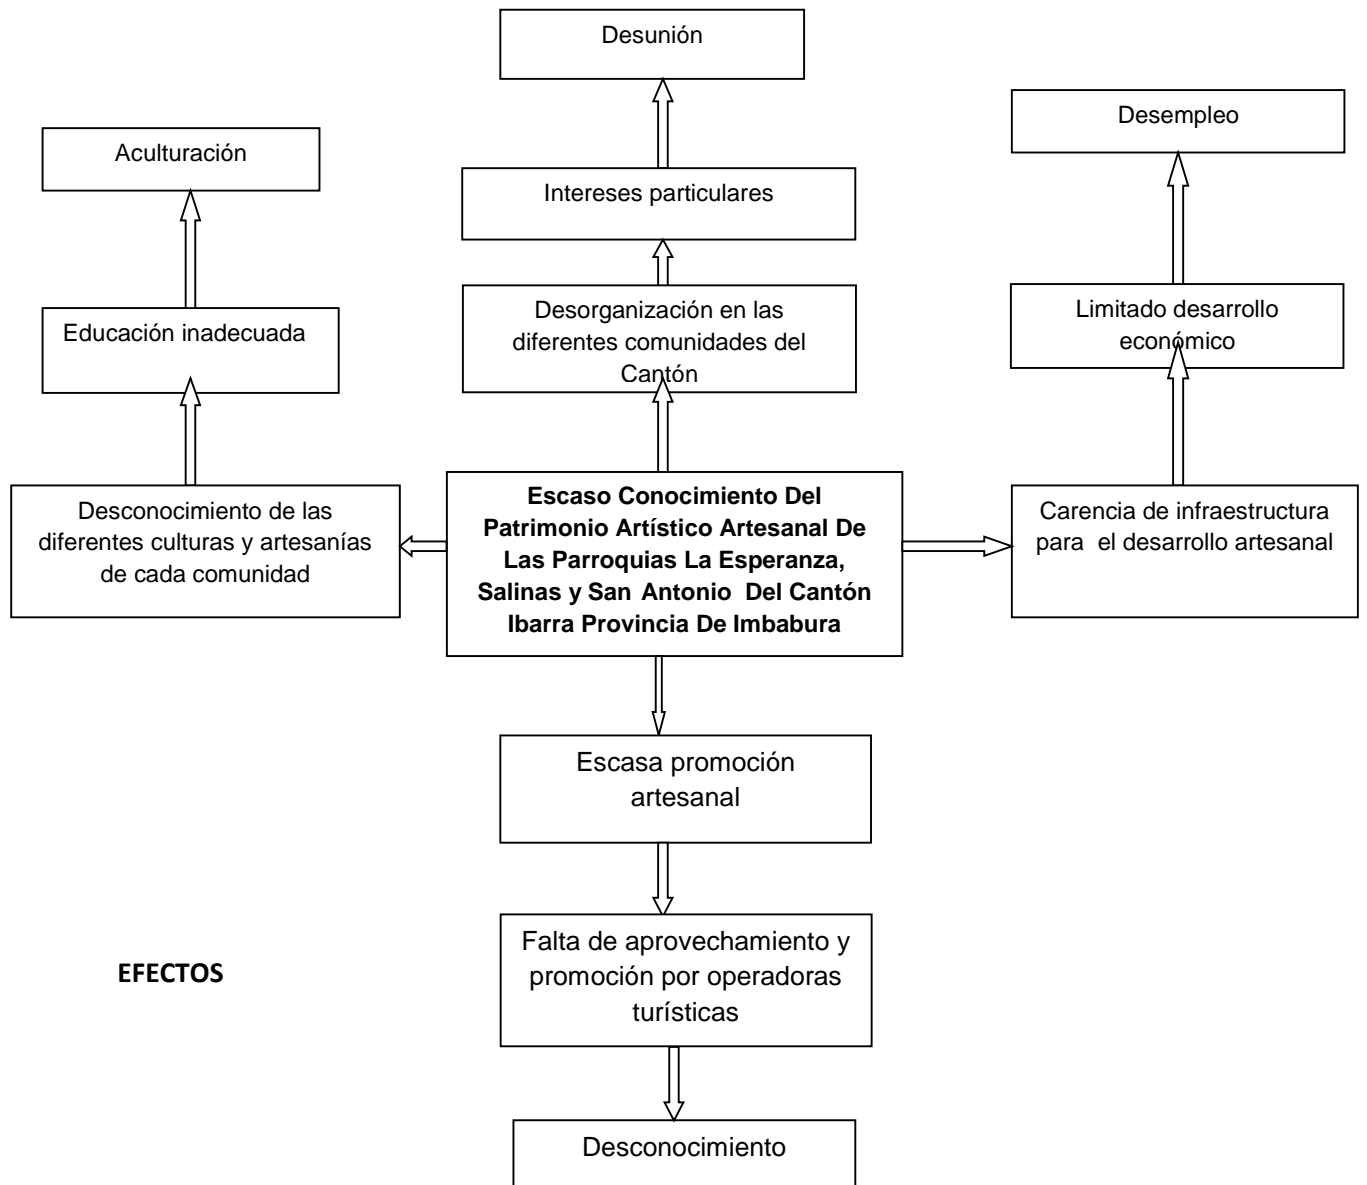 Desunión
Desempleo
Aculturación
Intereses particulares
Desorganización en las
diferentes comunidades del
Cantón
Limitado desarrollo
económico
Educación inadecuada
Escaso Conocimiento Del
Patrimonio Artístico Artesanal De
Las Parroquias La Esperanza,
Salinas y San Antonio Del Cantón
Ibarra Provincia De Imbabura
Desconocimiento de las
diferentes culturas y artesanías
de cada comunidad
Carencia de infraestructura
para el desarrollo artesanal
Escasa promoción
artesanal
Falta de aprovechamiento y
promoción por operadoras
turísticas
EFECTOS
Desconocimiento